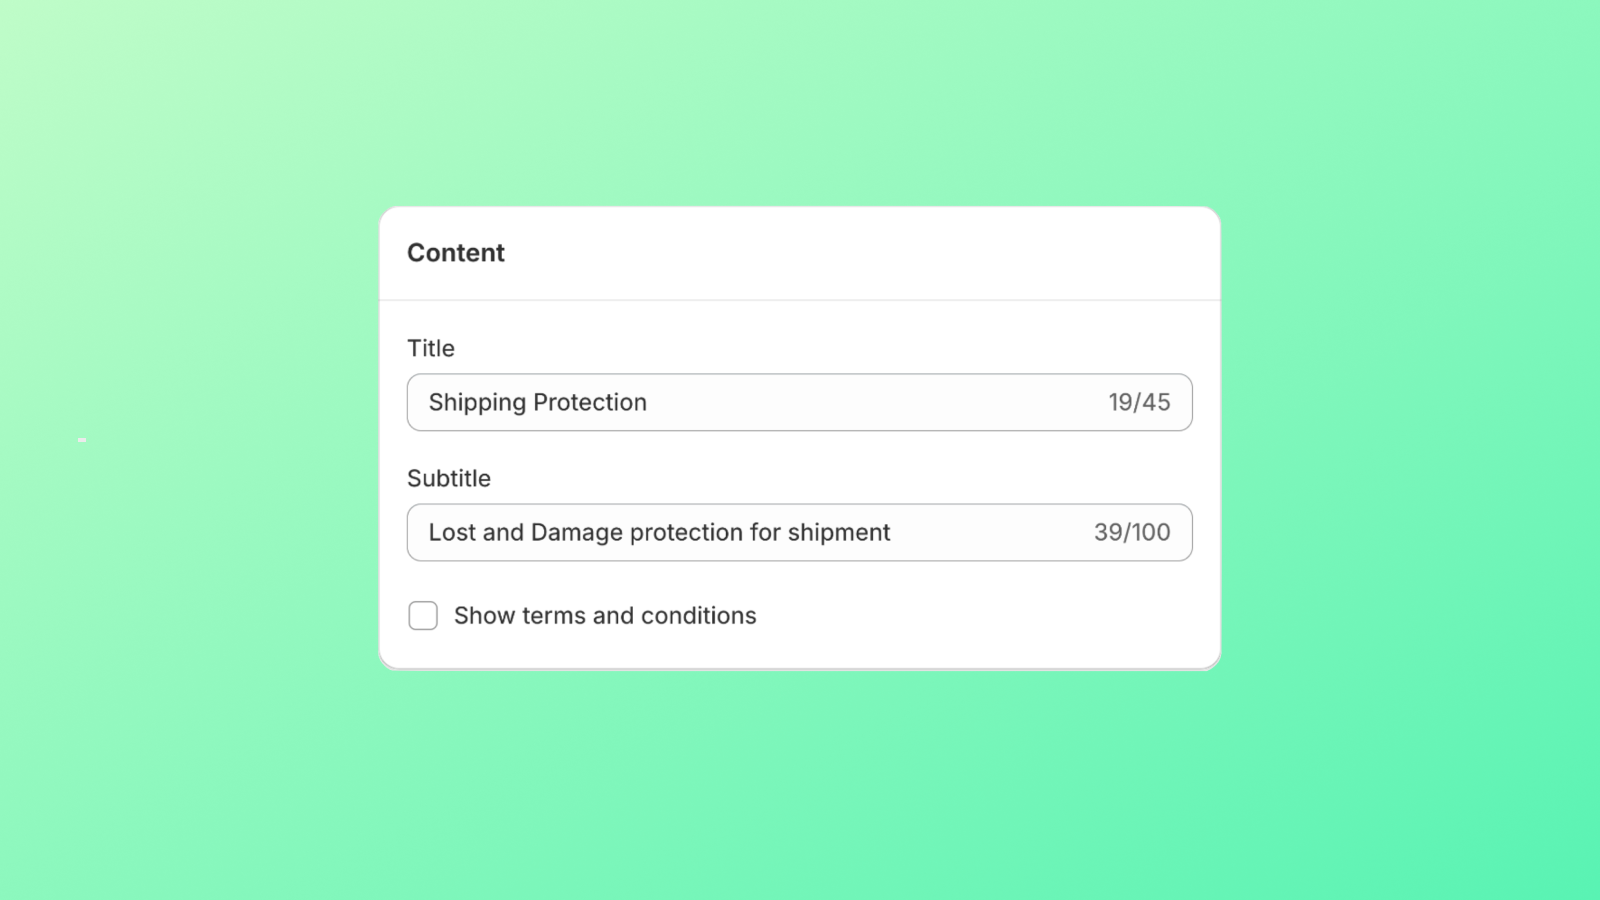 Content
Title
Shipping Protection 19/45
Subtitle
Lost and Damage protection for shipment 39/100
Show terms and conditions